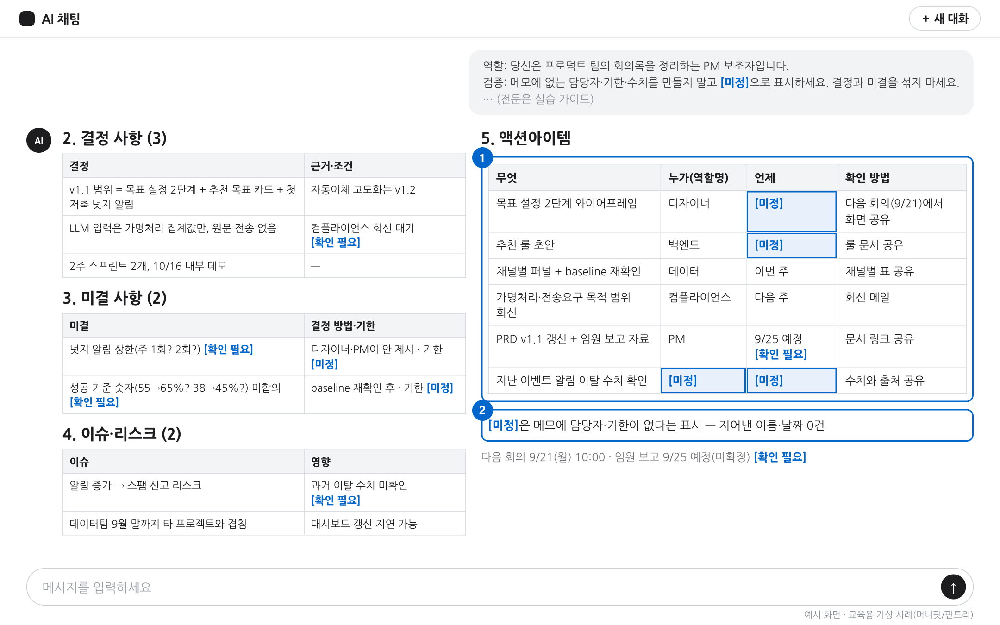 AI 채팅
+ 새 대화
역할: 당신은 프로덕트 팀의 회의록을 정리하는 PM 보조자입니다.
검증: 메모에 없는 담당자·기한·수치를 만들지 말고 [미정]으로 표시하세요. 결정과 미결을 섞지 마세요.
… (전문은 실습 가이드)
AI
2. 결정 사항 (3)
결정 근거·조건
v1.1 범위 = 목표 설정 2단계 + 추천 목표 카드 + 첫 자동이체 고도화는 v1.2
저축 넛지 알림
LLM 입력은 가명처리 집계값만, 원문 전송 없음 컴플라이언스 회신 대기
[확인 필요]
2주 스프린트 2개, 10/16 내부 데모 —
3. 미결 사항 (2)
미결 결정 방법·기한
넛지 알림 상한(주 1회? 2회?) [확인 필요] 디자이너·PM이 안 제시 · 기한
[미정]
성공 기준 숫자(55→65%? 38→45%?) 미합의 baseline 재확인 후 · 기한 [미정]
[확인 필요]
4. 이슈·리스크 (2)
이슈 영향
알림 증가 → 스팸 신고 리스크 과거 이탈 수치 미확인
[확인 필요]
데이터팀 9월 말까지 타 프로젝트와 겹침 대시보드 갱신 지연 가능
5. 액션아이템
1
무엇 누가(역할명) 언제 확인 방법
목표 설정 2단계 와이어프레임 디자이너 [미정] 다음 회의(9/21)에서
화면 공유
추천 룰 초안 백엔드 [미정] 룰 문서 공유
채널별 퍼널 + baseline 재확인 데이터 이번 주 채널별 표 공유
가명처리·전송요구 목적 범위 컴플라이언스 다음 주 회신 메일
회신
PRD v1.1 갱신 + 임원 보고 자료 PM 9/25 예정 문서 링크 공유
[확인 필요]
지난 이벤트 알림 이탈 수치 확인 [미정] [미정] 수치와 출처 공유
2
[미정]은 메모에 담당자·기한이 없다는 표시 — 지어낸 이름·날짜 0건
다음 회의 9/21(월) 10:00 · 임원 보고 9/25 예정(미확정) [확인 필요]
메시지를 입력하세요
↑
예시 화면 · 교육용 가상 사례(머니핏/핀트리)